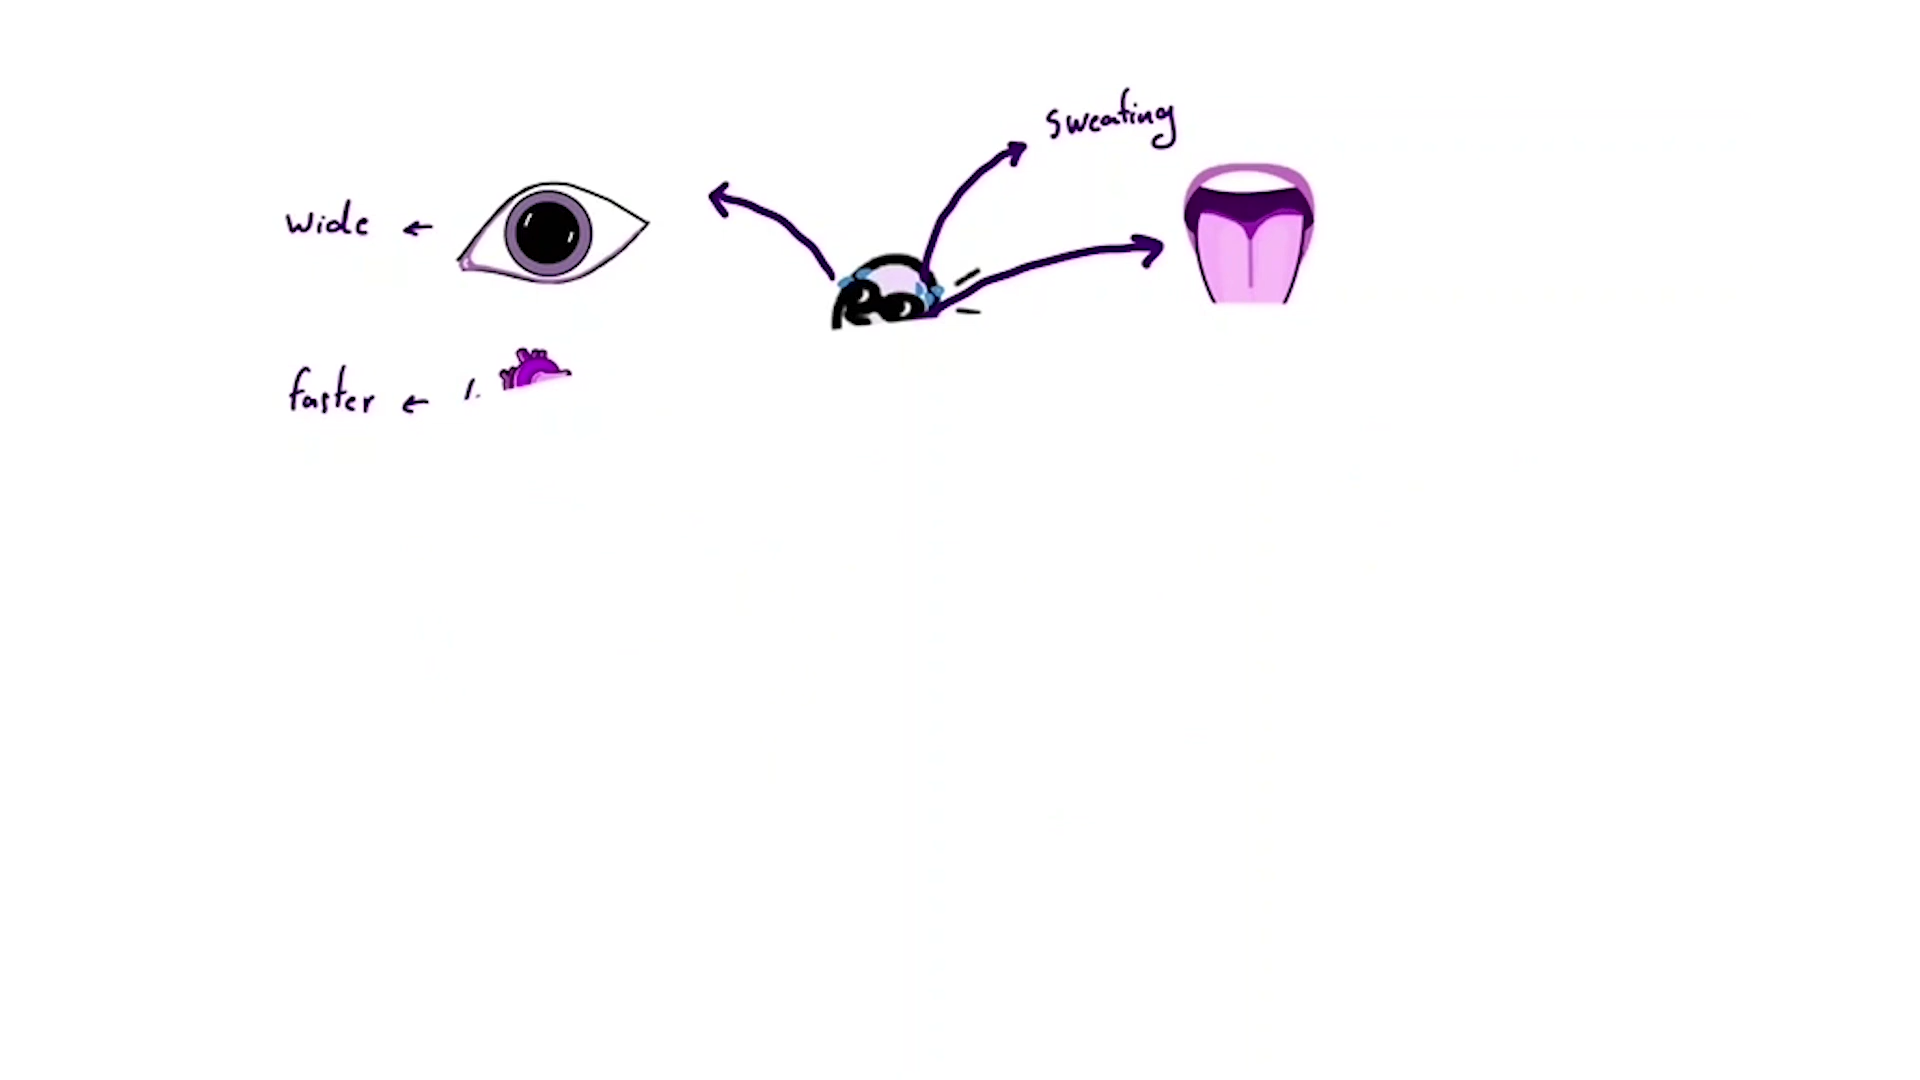 sweating
wide ←
faster ←